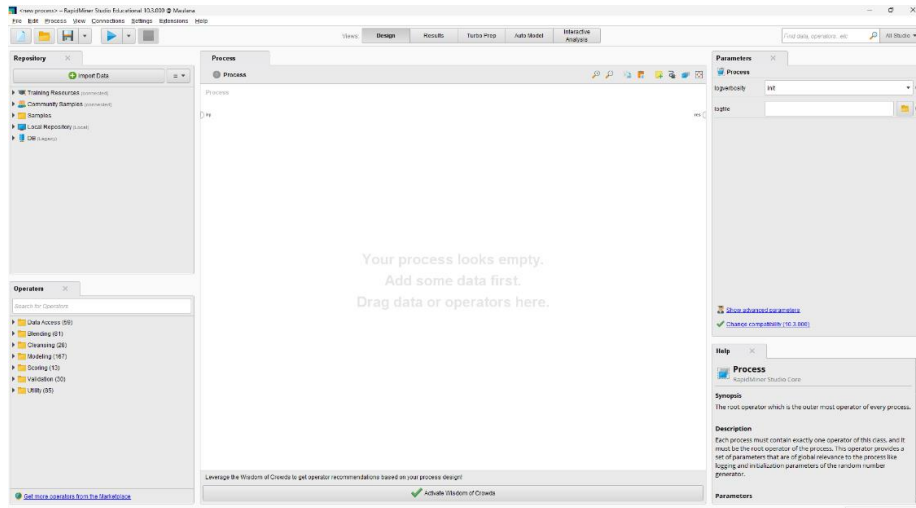 <new process> – RapidMiner Studio Educational 10.3.000 @ Maulana
File Edit Process View Connections Settings Extensions Help
Views: Design Results Turbo Prep Auto Model Interactive Analysis
Find data, operators...etc All Studio
Repository
Import Data
Training Resources (connected)
Community Samples (connected)
Samples
Local Repository (Local)
DB (Legacy)
Operators
Search for Operators
Data Access (59)
Blending (81)
Cleansing (28)
Modeling (167)
Scoring (13)
Validation (30)
Utility (85)
Get more operators from the Marketplace
Process
Process
Process
inp
res
Your process looks empty.
Add some data first.
Drag data or operators here.
Leverage the Wisdom of Crowds to get operator recommendations based on your process design!
Activate Wisdom of Crowds
Parameters
Process
logverbosity init
logfile
Show advanced parameters
Change compatibility (10.3.000)
Help
Process
RapidMiner Studio Core
Synopsis
The root operator which is the outer most operator of every process.
Description
Each process must contain exactly one operator of this class, and it
must be the root operator of the process. This operator provides a
set of parameters that are of global relevance to the process like
logging and initialization parameters of the random number
generator.
Parameters